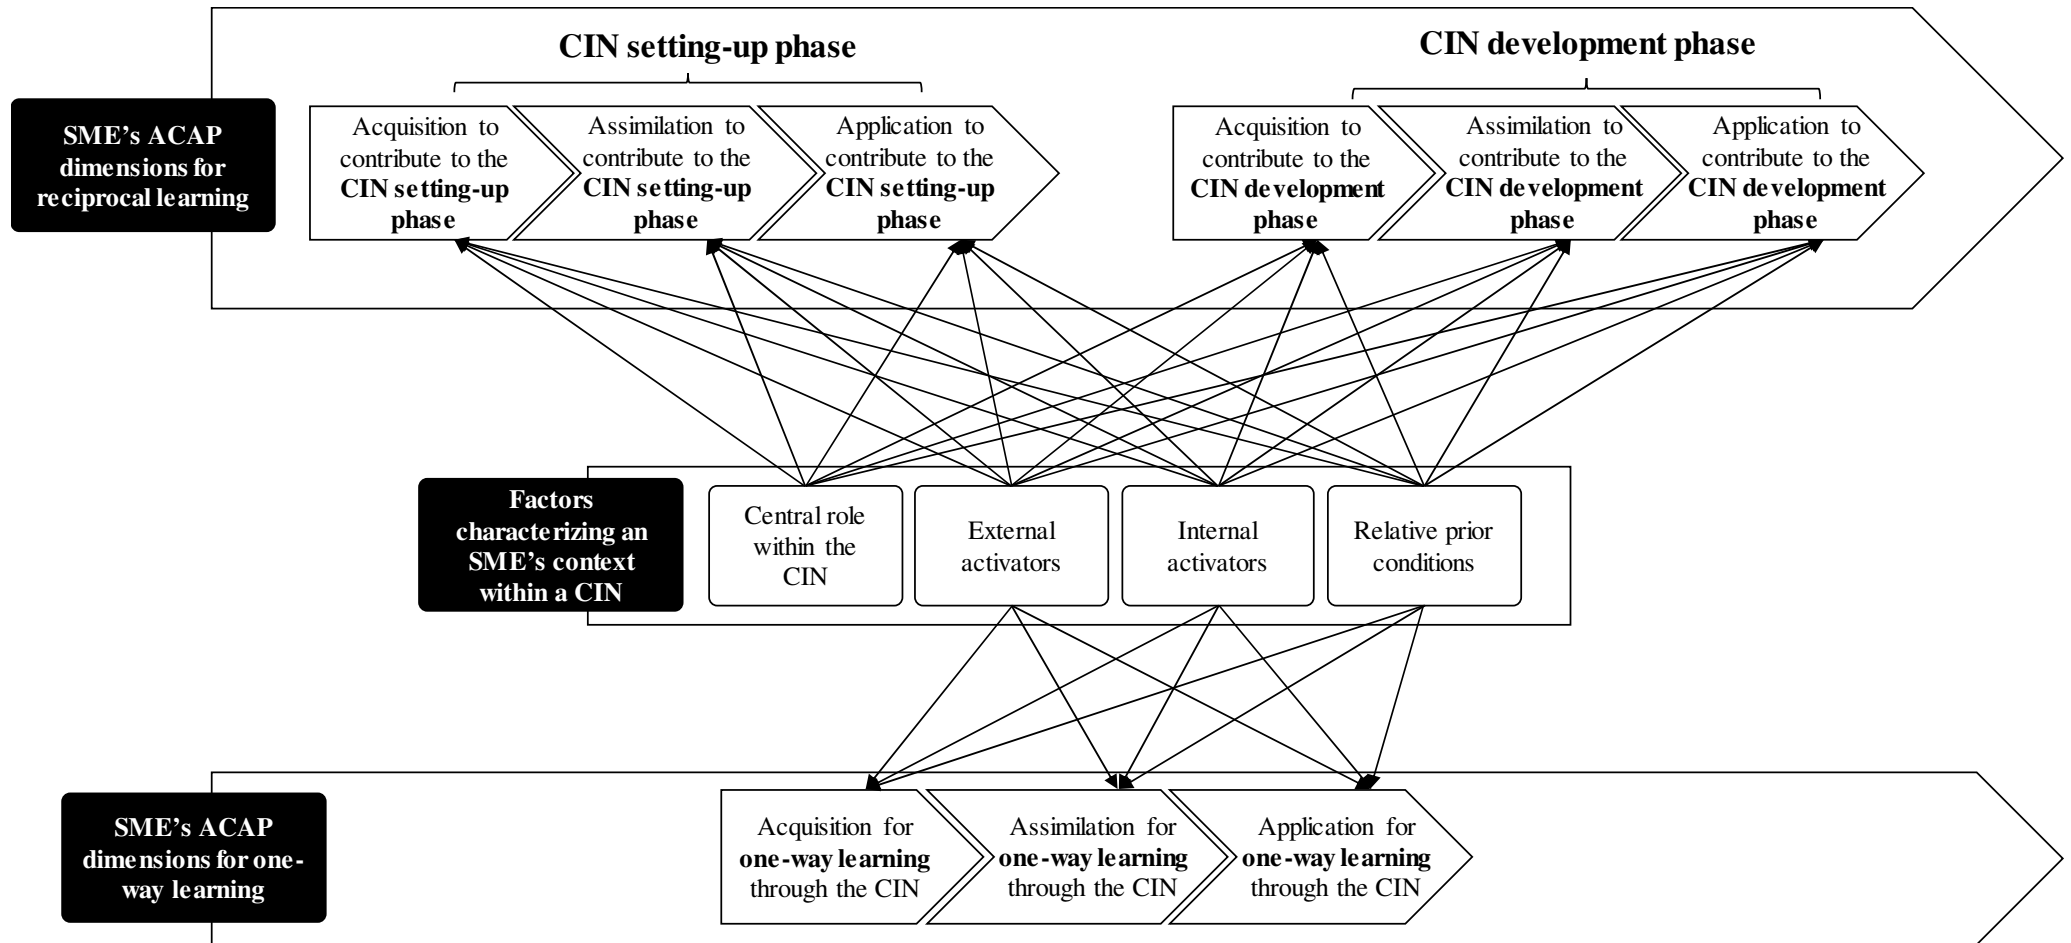 CIN setting-up phase
CIN development phase
SME's ACAP
dimensions for
reciprocal learning
Acquisition to
contribute to the
CIN setting-up
phase
Assimilation to
contribute to the
CIN setting-up
phase
Application to
contribute to the
CIN setting-up
phase
Acquisition to
contribute to the
CIN development
phase
Assimilation to
contribute to the
CIN development
phase
Application to
contribute to the
CIN development
phase
Factors
characterizing an
SME's context
within a CIN
Central role
within the
CIN
External
activators
Internal
activators
Relative prior
conditions
SME's ACAP
dimensions for one-
way learning
Acquisition for
one-way learning
through the CIN
Assimilation for
one-way learning
through the CIN
Application for
one-way learning
through the CIN